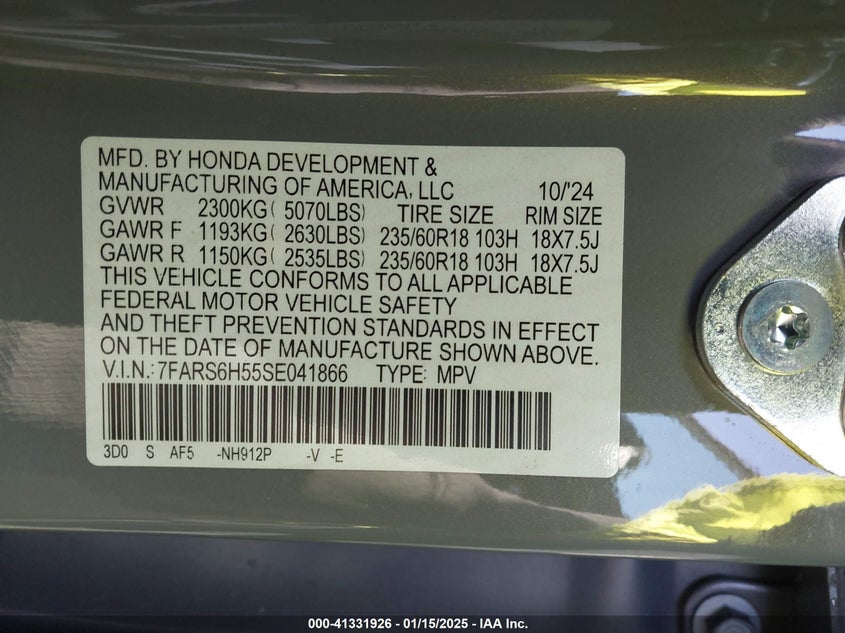 MFD. BY HONDA DEVELOPMENT &
MANUFACTURING OF AMERICA, LLC 10/'24
GVWR 2300KG( 5070LBS) TIRE SIZE RIM SIZE
GAWR F 1193KG( 2630LBS) 235/60R18 103H 18X7.5J
GAWR R 1150KG( 2535LBS) 235/60R18 103H 18X7.5J
THIS VEHICLE CONFORMS TO ALL APPLICABLE
FEDERAL MOTOR VEHICLE SAFETY
AND THEFT PREVENTION STANDARDS IN EFFECT
ON THE DATE OF MANUFACTURE SHOWN ABOVE.
V.I.N.:7FARS6H55SE041866 TYPE: MPV
3D0 S AF5 -NH912P -V -E
000-41331926 - 01/15/2025 - IAA Inc.